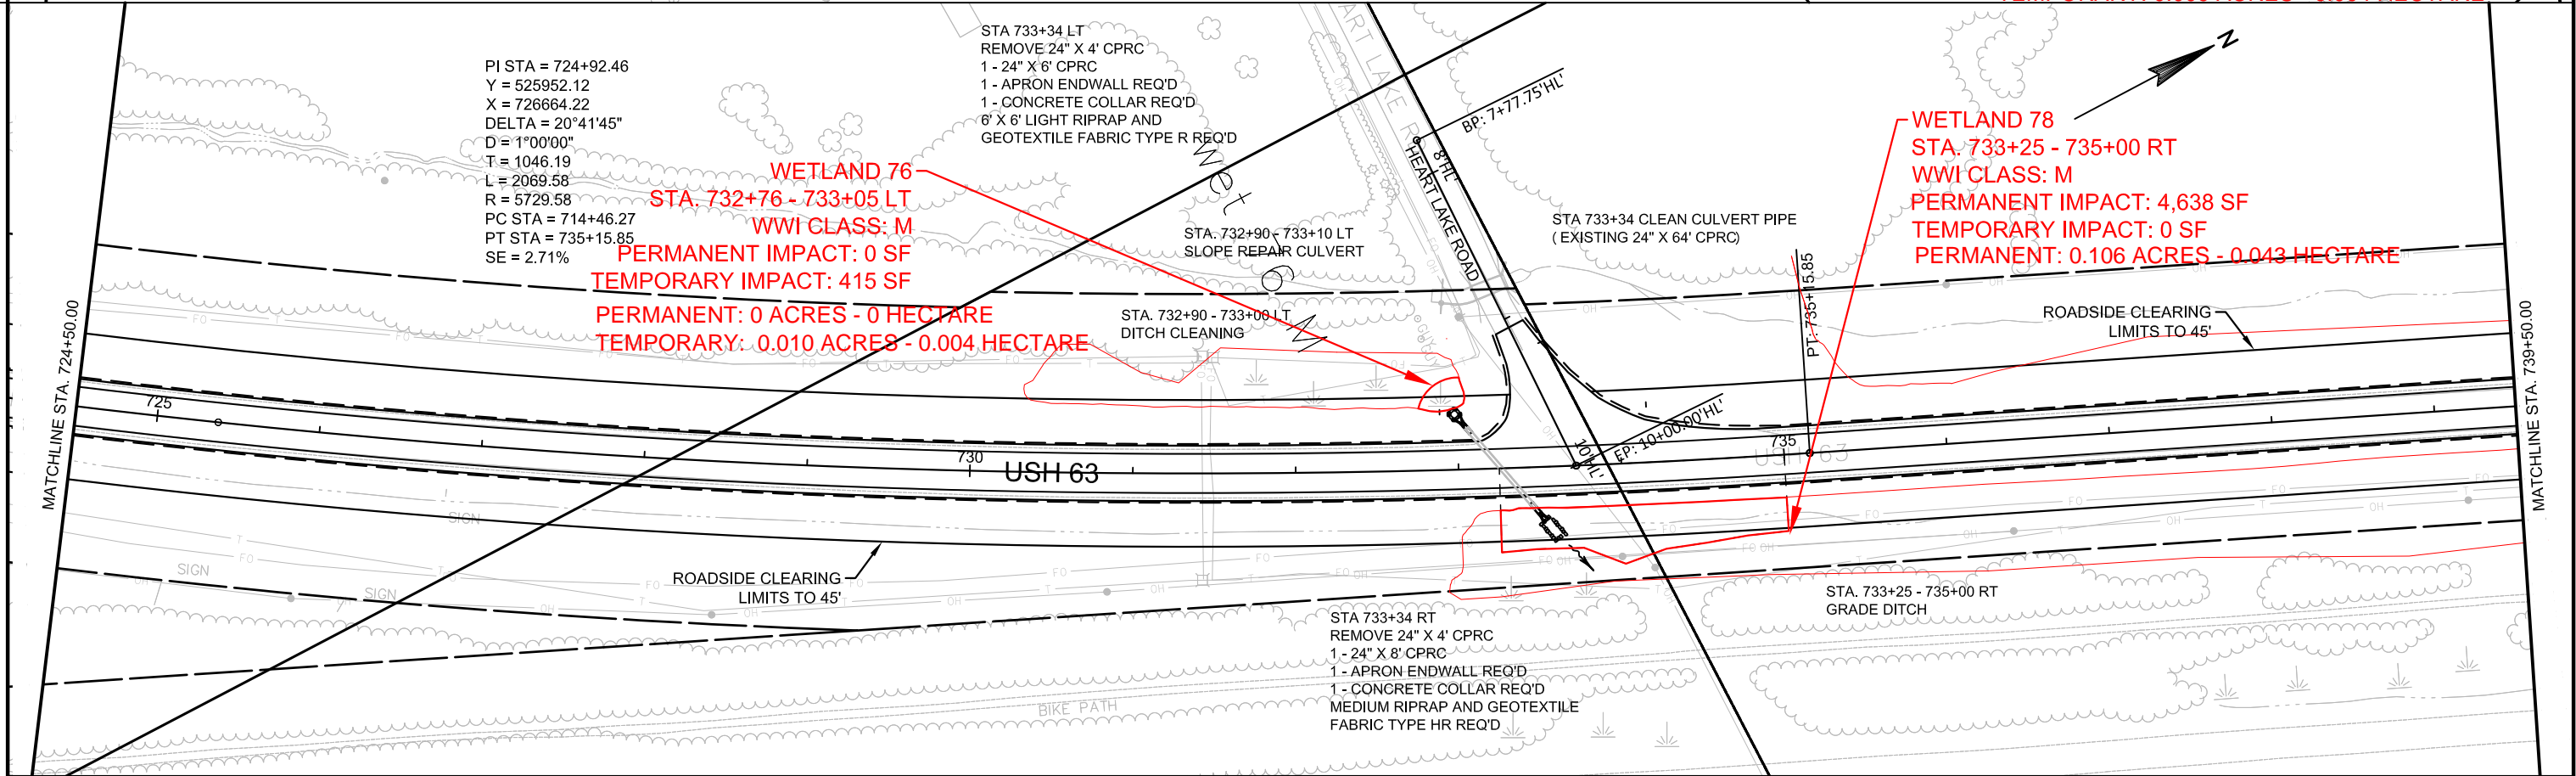 STA 733+34 LT
REMOVE 24" X 4' CPRC
1 - 24" X 6' CPRC
1 - APRON ENDWALL REQ'D
1 - CONCRETE COLLAR REQ'D
6' X 6' LIGHT RIPRAP AND
GEOTEXTILE FABRIC TYPE R REQ'D
PI STA = 724+92.46
Y = 525952.12
X = 726664.22
DELTA = 20°41'45"
D = 1°00'00"
T = 1046.19
L = 2069.58
R = 5729.58
PC STA = 714+46.27
PT STA = 735+15.85
SE = 2.71%
WETLAND 76
STA. 732+76 - 733+05 LT
WWI CLASS: M
PERMANENT IMPACT: 0 SF
TEMPORARY IMPACT: 415 SF
PERMANENT: 0 ACRES - 0 HECTARE
TEMPORARY: 0.010 ACRES - 0.004 HECTARE
STA. 732+90 - 733+10 LT
SLOPE REPAIR CULVERT
STA. 732+90 - 733+00 LT
DITCH CLEANING
HEART LAKE ROAD
BP: 7+77.75'HL'
8'HL'
10'HL'
EP: 10+00.00'HL'
STA 733+34 CLEAN CULVERT PIPE
( EXISTING 24" X 64' CPRC)
N
WETLAND 78
STA. 733+25 - 735+00 RT
WWI CLASS: M
PERMANENT IMPACT: 4,638 SF
TEMPORARY IMPACT: 0 SF
PERMANENT: 0.106 ACRES - 0.043 HECTARE
PT: 735+15.85
ROADSIDE CLEARING
LIMITS TO 45'
MATCHLINE STA. 724+50.00
MATCHLINE STA. 739+50.00
725
730
735
USH 63
USH 63
SIGN
SIGN
SIGN
ROADSIDE CLEARING
LIMITS TO 45'
STA 733+34 RT
REMOVE 24" X 4' CPRC
1 - 24" X 8' CPRC
1 - APRON ENDWALL REQ'D
1 - CONCRETE COLLAR REQ'D
MEDIUM RIPRAP AND GEOTEXTILE
FABRIC TYPE HR REQ'D
STA. 733+25 - 735+00 RT
GRADE DITCH
BIKE PATH